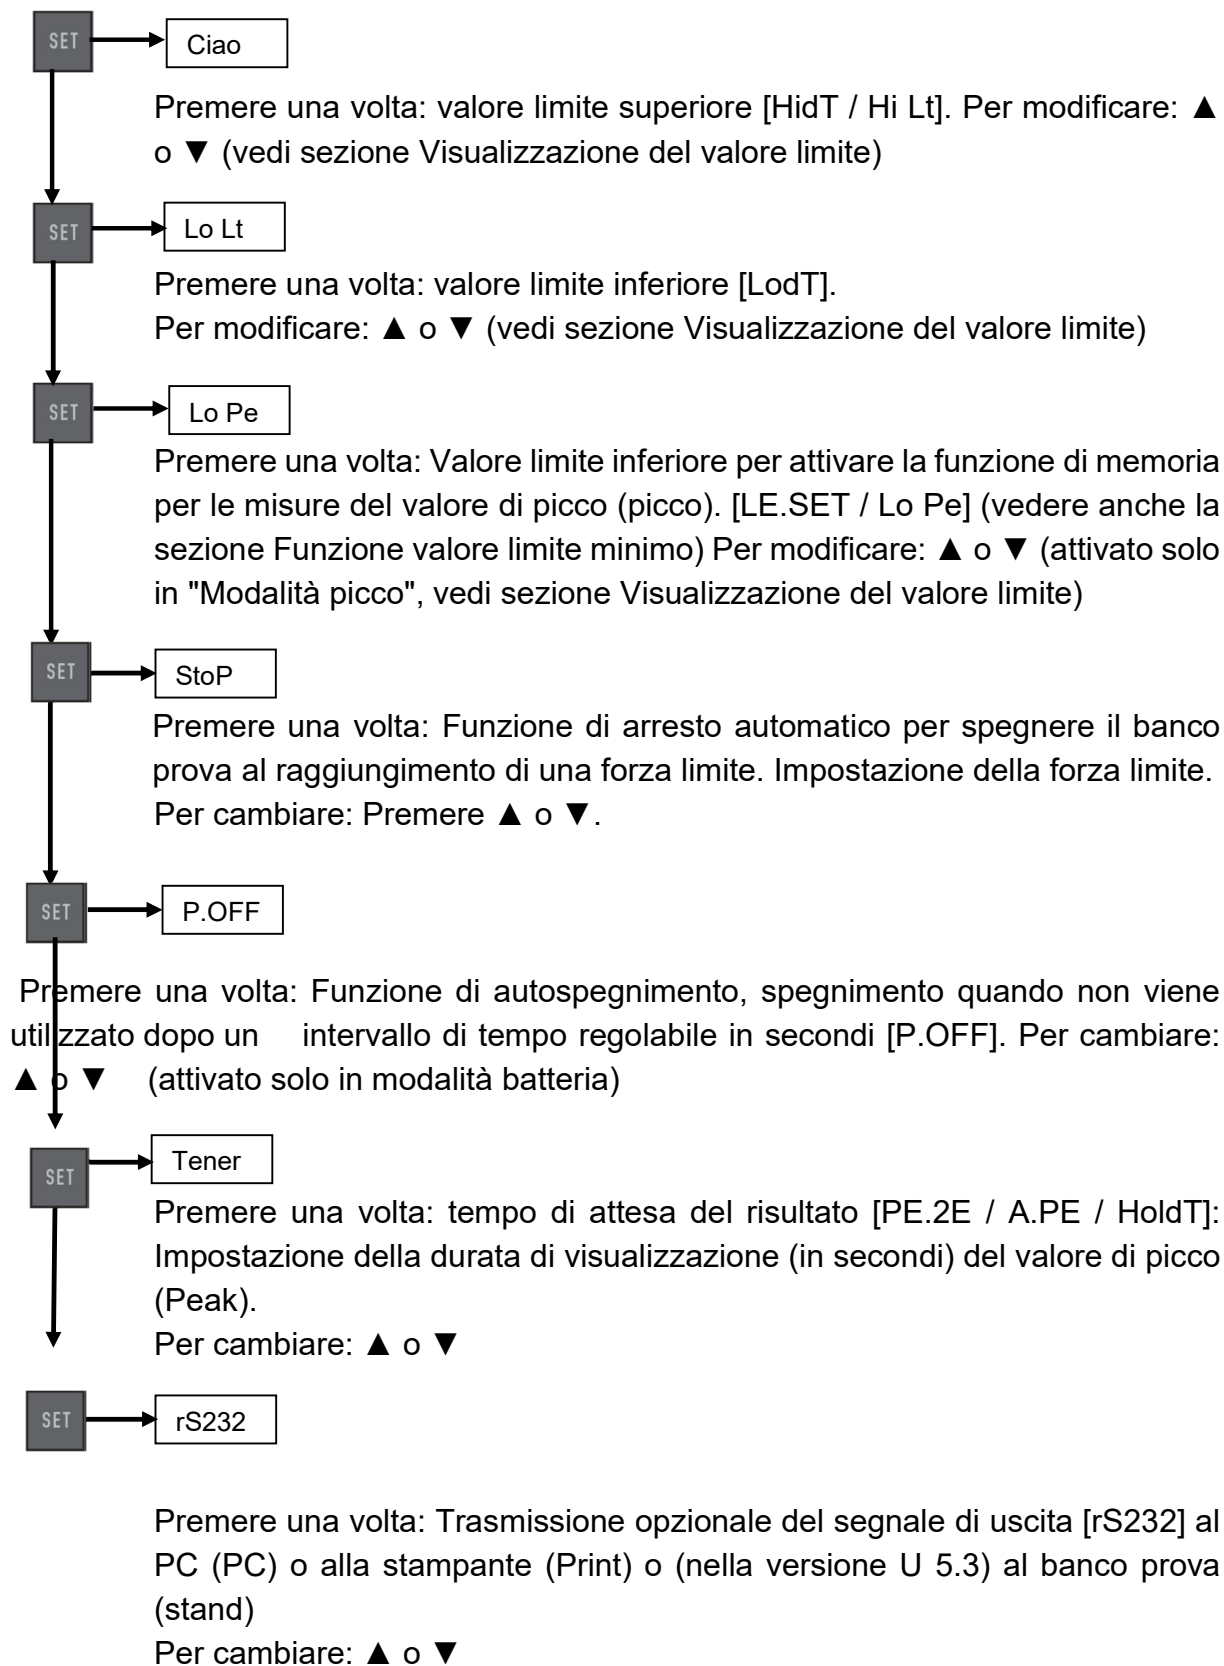 SET
Ciao
Premere una volta: valore limite superiore [HidT / Hi Lt]. Per modificare: ▲
o ▼ (vedi sezione Visualizzazione del valore limite)
SET
Lo Lt
Premere una volta: valore limite inferiore [LodT].
Per modificare: ▲ o ▼ (vedi sezione Visualizzazione del valore limite)
SET
Lo Pe
Premere una volta: Valore limite inferiore per attivare la funzione di memoria
per le misure del valore di picco (picco). [LE.SET / Lo Pe] (vedere anche la
sezione Funzione valore limite minimo) Per modificare: ▲ o ▼ (attivato solo
in "Modalità picco", vedi sezione Visualizzazione del valore limite)
SET
StoP
Premere una volta: Funzione di arresto automatico per spegnere il banco
prova al raggiungimento di una forza limite. Impostazione della forza limite.
Per cambiare: Premere ▲ o ▼.
SET
P.OFF
Premere una volta: Funzione di autospegnimento, spegnimento quando non viene
utilizzato dopo un intervallo di tempo regolabile in secondi [P.OFF]. Per cambiare:
▲ o ▼ (attivato solo in modalità batteria)
SET
Tener
Premere una volta: tempo di attesa del risultato [PE.2E / A.PE / HoldT]:
Impostazione della durata di visualizzazione (in secondi) del valore di picco
(Peak).
Per cambiare: ▲ o ▼
SET
rS232
Premere una volta: Trasmissione opzionale del segnale di uscita [rS232] al
PC (PC) o alla stampante (Print) o (nella versione U 5.3) al banco prova
(stand)
Per cambiare: ▲ o ▼